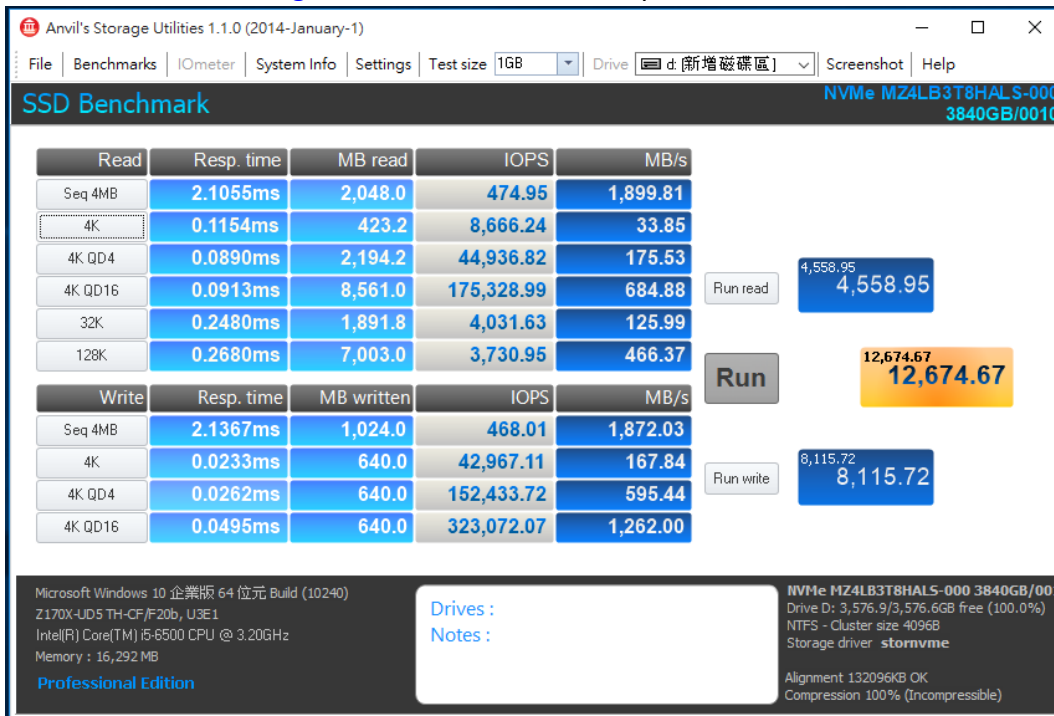 Anvil's Storage Utilities 1.1.0 (2014-January-1)
File Benchmarks IOmeter System Info Settings Test size 1GB Drive d: [新增磁碟區] Screenshot Help
SSD Benchmark
NVMe MZ4LB3T8HALS-000
3840GB/0010
Read Resp. time MB read IOPS MB/s
Seq 4MB 2.1055ms 2,048.0 474.95 1,899.81
4K 0.1154ms 423.2 8,666.24 33.85
4K QD4 0.0890ms 2,194.2 44,936.82 175.53
4K QD16 0.0913ms 8,561.0 175,328.99 684.88
32K 0.2480ms 1,891.8 4,031.63 125.99
128K 0.2680ms 7,003.0 3,730.95 466.37
Run read
4,558.95
4,558.95
Run
12,674.67
12,674.67
Write Resp. time MB written IOPS MB/s
Seq 4MB 2.1367ms 1,024.0 468.01 1,872.03
4K 0.0233ms 640.0 42,967.11 167.84
4K QD4 0.0262ms 640.0 152,433.72 595.44
4K QD16 0.0495ms 640.0 323,072.07 1,262.00
Run write
8,115.72
8,115.72
Microsoft Windows 10 企業版 64 位元 Build (10240)
Z170X-UD5 TH-CF/F20b, U3E1
Intel(R) Core(TM) i5-6500 CPU @ 3.20GHz
Memory : 16,292 MB
Professional Edition
Drives :
Notes :
NVMe MZ4LB3T8HALS-000 3840GB/00
Drive D: 3,576.9/3,576.6GB free (100.0%)
NTFS - Cluster size 4096B
Storage driver stornvme
Alignment 132096KB OK
Compression 100% (Incompressible)